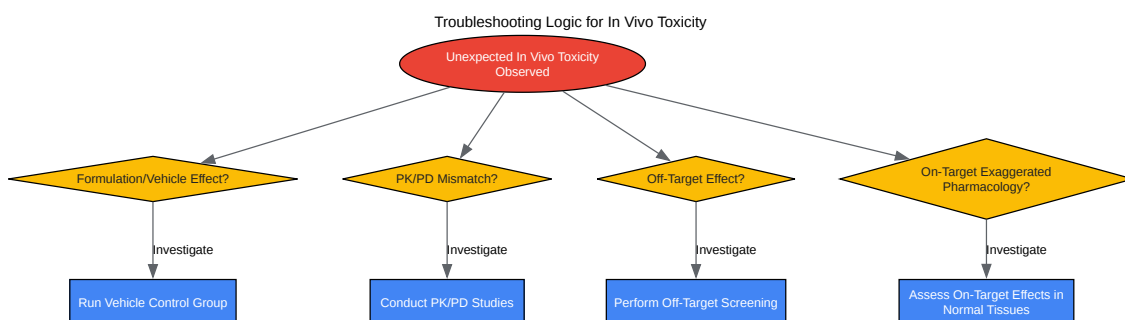 Troubleshooting Logic for In Vivo Toxicity
Unexpected In Vivo Toxicity
Observed
Formulation/Vehicle Effect?
PK/PD Mismatch?
Off-Target Effect?
On-Target Exaggerated
Pharmacology?
Investigate
Investigate
Investigate
Investigate
Run Vehicle Control Group
Conduct PK/PD Studies
Perform Off-Target Screening
Assess On-Target Effects in
Normal Tissues